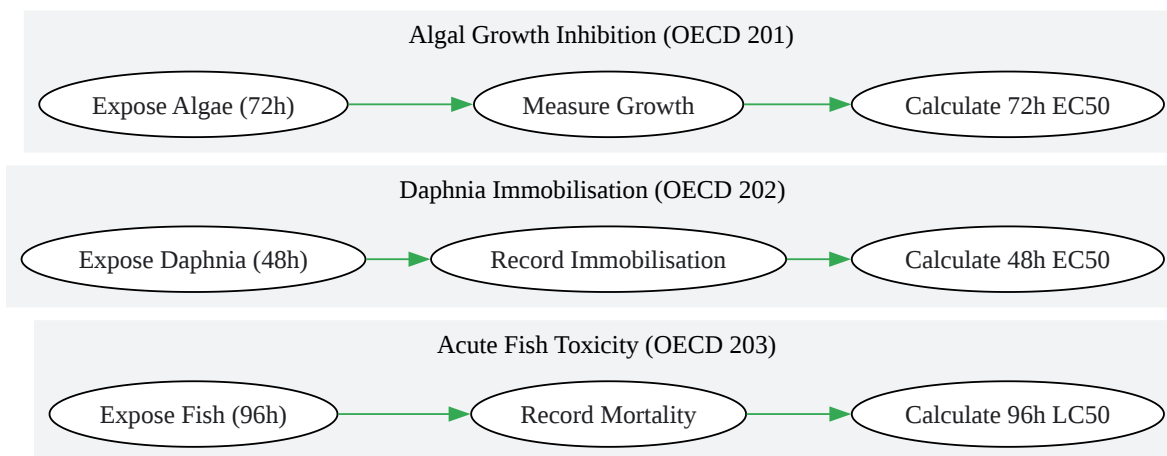 Algal Growth Inhibition (OECD 201)
Expose Algae (72h)
Measure Growth
Calculate 72h EC50
Daphnia Immobilisation (OECD 202)
Expose Daphnia (48h)
Record Immobilisation
Calculate 48h EC50
Acute Fish Toxicity (OECD 203)
Expose Fish (96h)
Record Mortality
Calculate 96h LC50